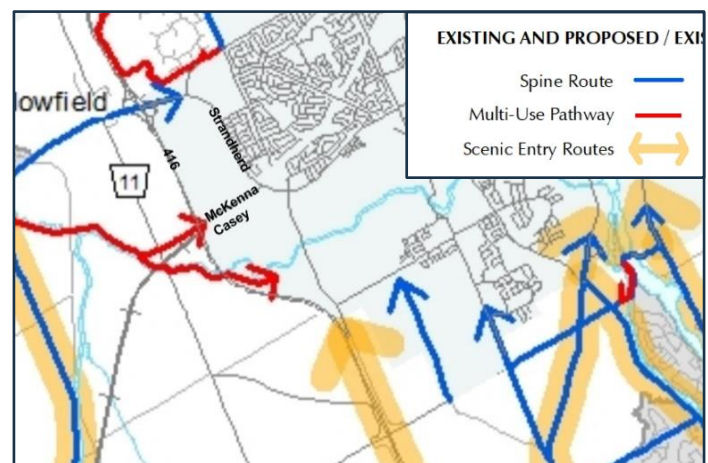 EXISTING AND PROPOSED / EXIS
Spine Route
Multi-Use Pathway
Scenic Entry Routes
lowfield
Strandherd
416
11
McKenna
Casey